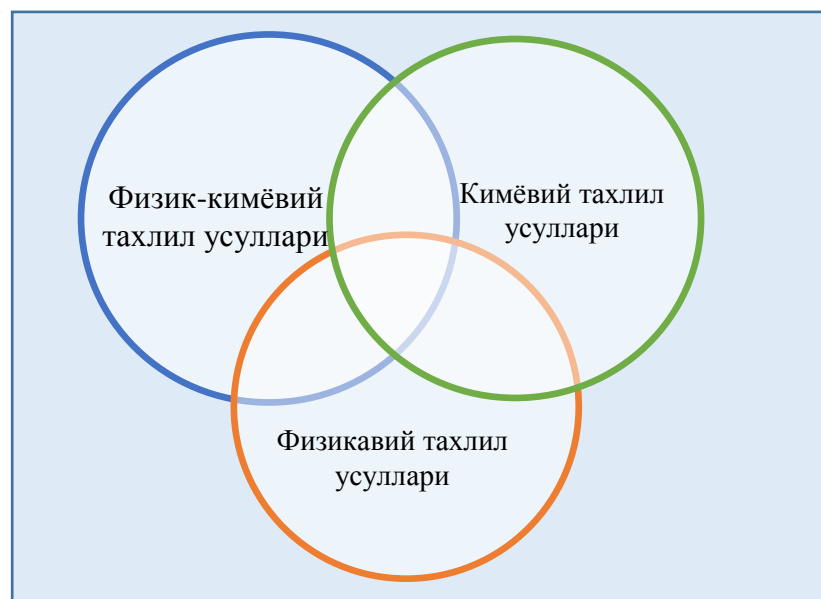 Физик-кимёвий
тахлил усуллари
Кимёвий тахлил
усуллари
Физикавий тахлил
усуллари